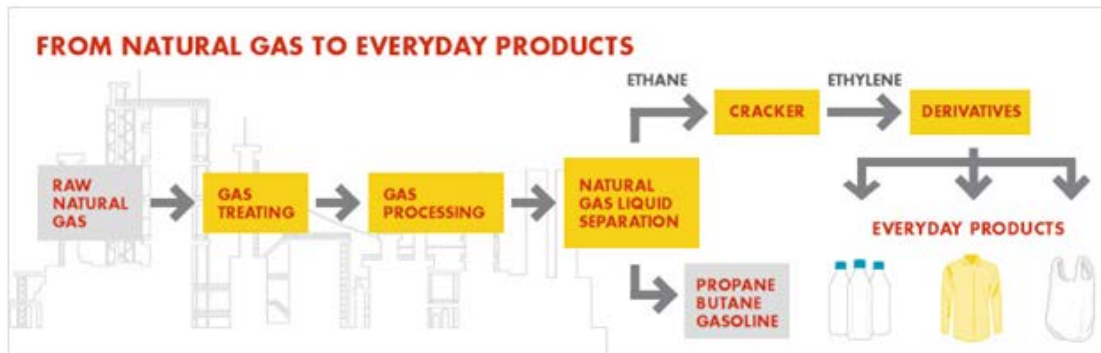 FROM NATURAL GAS TO EVERYDAY PRODUCTS
RAW
NATURAL
GAS
GAS
TREATING
GAS
PROCESSING
NATURAL
GAS LIQUID
SEPARATION
ETHANE
CRACKER
ETHYLENE
DERIVATIVES
PROPANE
BUTANE
GASOLINE
EVERYDAY PRODUCTS